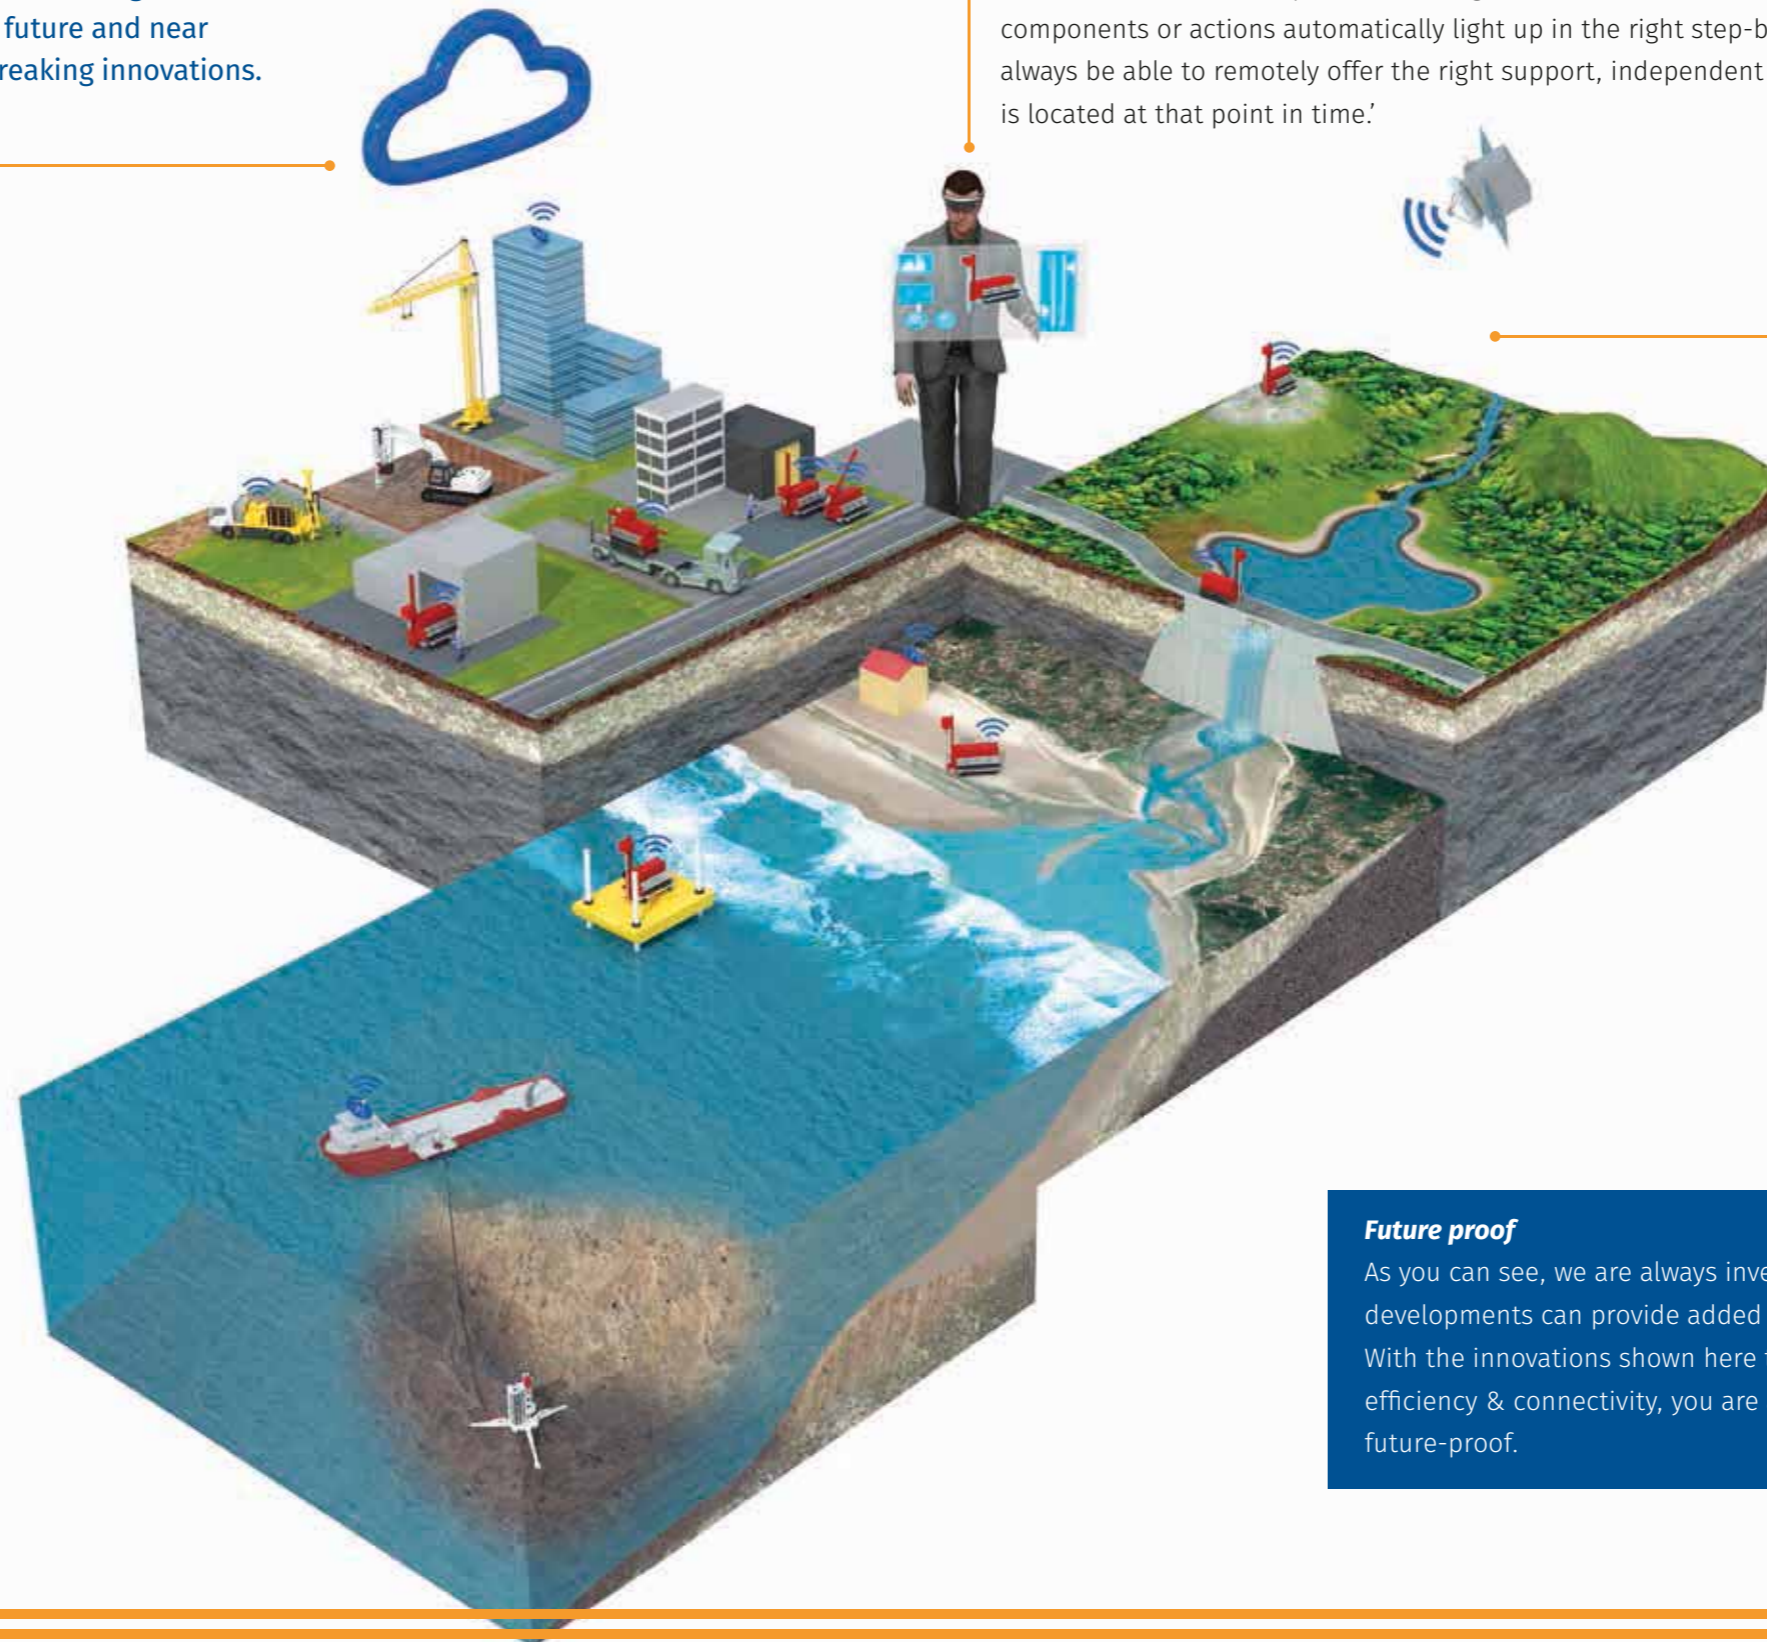 future and near
reaking innovations.
components or actions automatically light up in the right step-b
always be able to remotely offer the right support, independent
is located at that point in time.’
Future proof
As you can see, we are always inve
developments can provide added
With the innovations shown here
efficiency & connectivity, you are
future-proof.